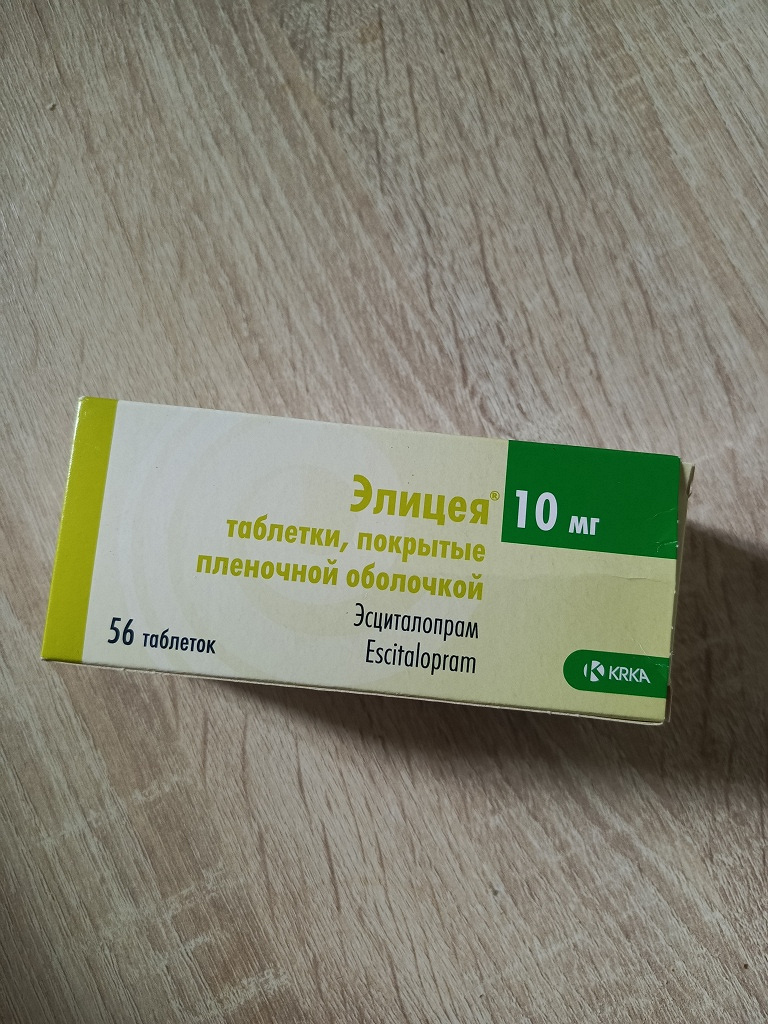 Элицея® 10 мг
таблетки, покрытые
пленочной оболочкой
Эсциталопрам
Escitalopram
56 таблеток
KRKA